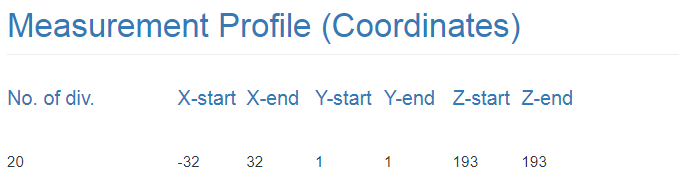 Measurement Profile (Coordinates)
No. of div. X-start X-end Y-start Y-end Z-start Z-end
20 -32 32 1 1 193 193